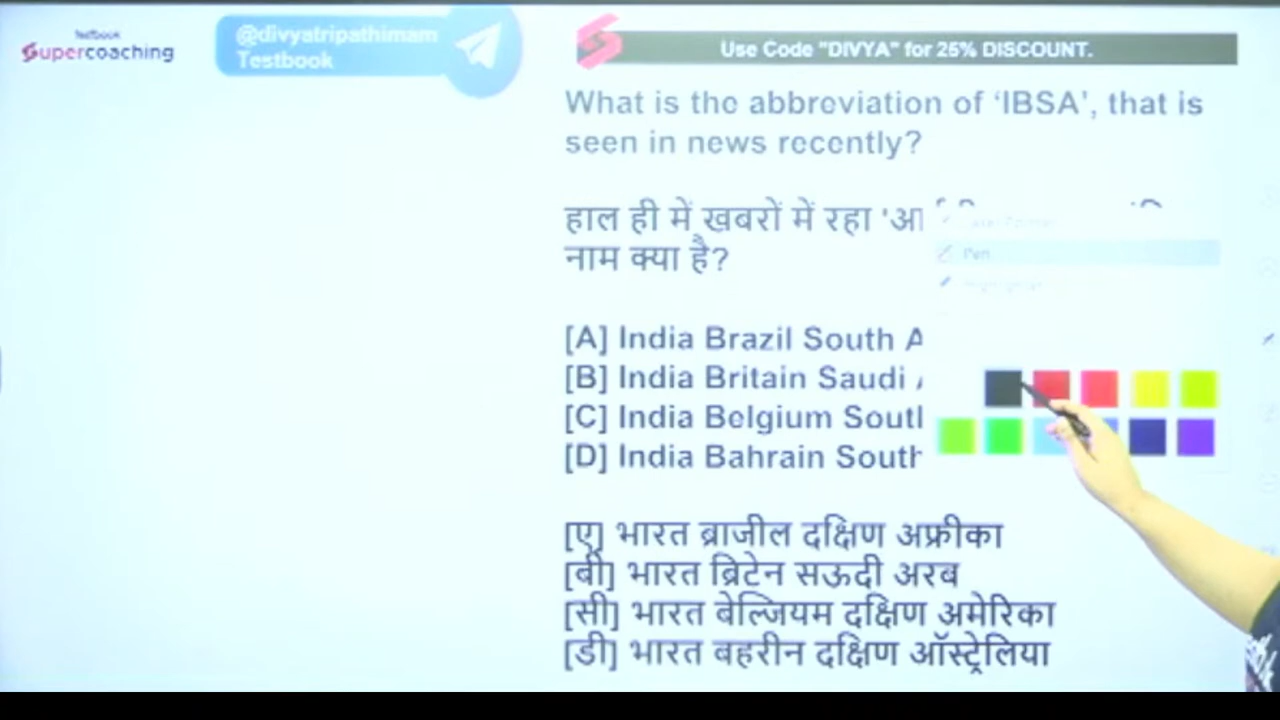 testbook
Supercoaching
@divyatripathimam
Testbook
Use Code "DIVYA" for 25% DISCOUNT.
What is the abbreviation of ‘IBSA’, that is
seen in news recently?
हाल ही में खबरों में रहा 'आ
नाम क्या है?
Pen
[A] India Brazil South A
[B] India Britain Saudi
[C] India Belgium South
[D] India Bahrain South
[ए] भारत ब्राजील दक्षिण अफ्रीका
[बी] भारत ब्रिटेन सऊदी अरब
[सी] भारत बेल्जियम दक्षिण अमेरिका
[डी] भारत बहरीन दक्षिण ऑस्ट्रेलिया